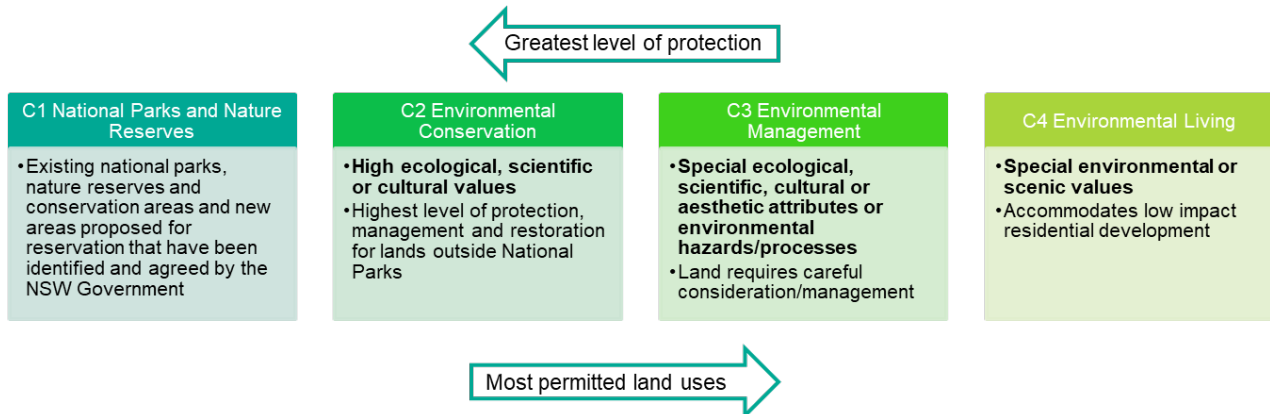 Greatest level of protection
C1 National Parks and Nature
Reserves
•Existing national parks,
nature reserves and
conservation areas and new
areas proposed for
reservation that have been
identified and agreed by the
NSW Government
C2 Environmental
Conservation
•High ecological, scientific
or cultural values
•Highest level of protection,
management and restoration
for lands outside National
Parks
C3 Environmental
Management
•Special ecological,
scientific, cultural or
aesthetic attributes or
environmental
hazards/processes
•Land requires careful
consideration/management
C4 Environmental Living
•Special environmental or
scenic values
•Accommodates low impact
residential development
Most permitted land uses